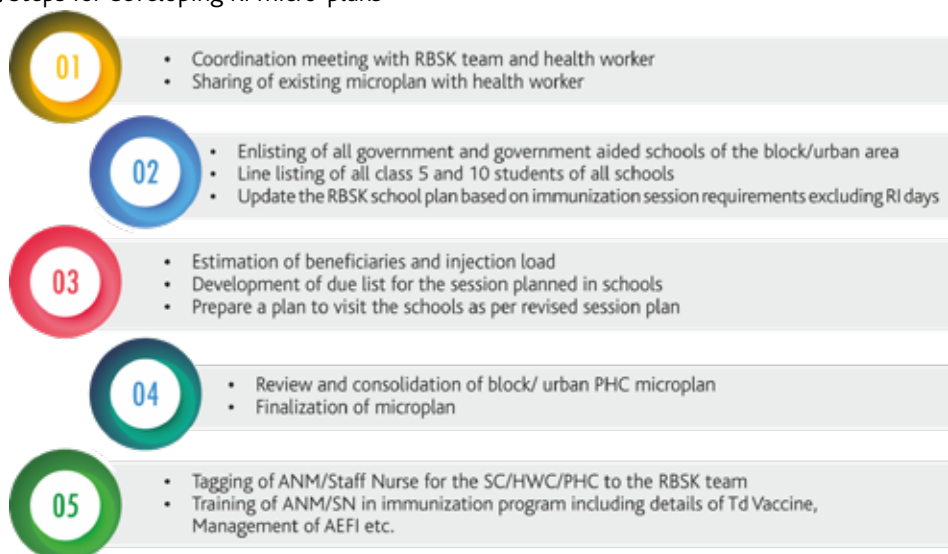 Steps for developing RI micro-plans
01
• Coordination meeting with RBSK team and health worker
• Sharing of existing microplan with health worker
02
• Enlisting of all government and government aided schools of the block/urban area
• Line listing of all class 5 and 10 students of all schools
• Update the RBSK school plan based on immunization session requirements excluding RI days
03
• Estimation of beneficiaries and injection load
• Development of due list for the session planned in schools
• Prepare a plan to visit the schools as per revised session plan
04
• Review and consolidation of block/ urban PHC microplan
• Finalization of microplan
05
• Tagging of ANM/Staff Nurse for the SC/HWC/PHC to the RBSK team
• Training of ANM/SN in immunization program including details of Td Vaccine,
Management of AEFI etc.